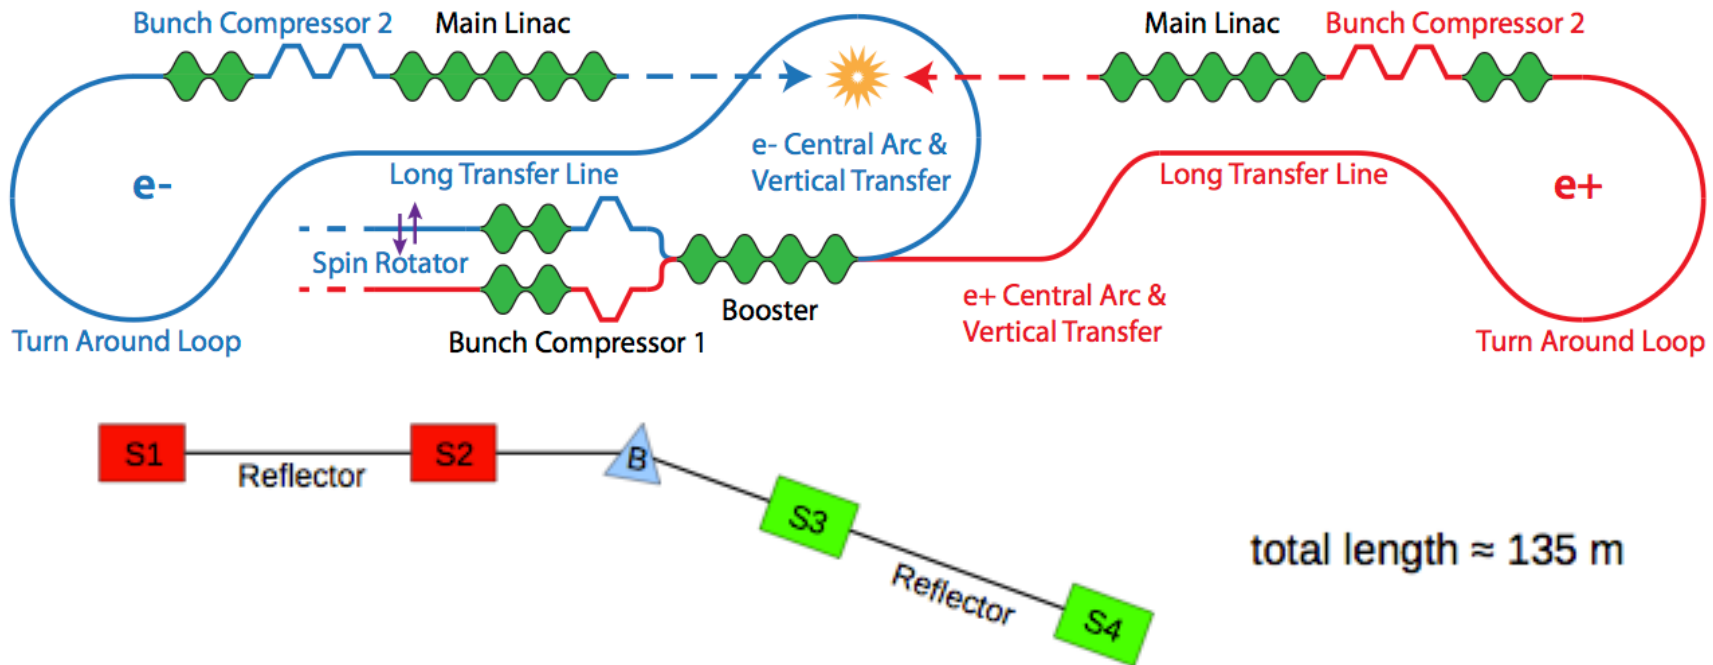 Bunch Compressor 2
Main Linac
Main Linac
Bunch Compressor 2
e- Central Arc &
Vertical Transfer
e-
Long Transfer Line
Long Transfer Line
e+
Spin Rotator
Booster
e+ Central Arc &
Vertical Transfer
Turn Around Loop
Bunch Compressor 1
Turn Around Loop
S1
Reflector
S2
B
S3
Reflector
S4
total length ≈ 135 m